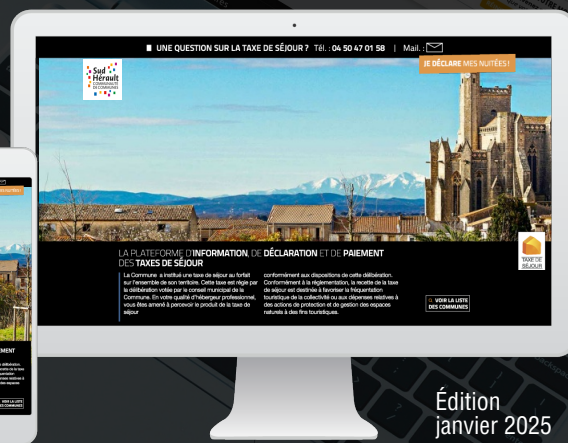 UNE QUESTION SUR LA TAXE DE SÉJOUR ? Tél. : 04 50 47 01 58 | Mail. :
JE DÉCLARE MES NUITÉES !
Sud
Hérault
COMMUNAUTÉ
DE COMMUNES
LA PLATEFORME D'INFORMATION, DE DÉCLARATION ET DE PAIEMENT
DES TAXES DE SÉJOUR
La Commune a institué une taxe de séjour au forfait
sur l'ensemble de son territoire. Cette taxe est régie par
la délibération votée par le conseil municipal de la
Commune. En votre qualité d'hébergeur professionnel,
vous êtes amené à percevoir le produit de la taxe de
séjour
conformément aux dispositions de cette délibération.
Conformément à la réglementation, la recette de la taxe
de séjour est destinée à favoriser la fréquentation
touristique de la collectivité ou aux dépenses relatives à
des actions de protection et de gestion des espaces
naturels à des fins touristiques.
TAXE DE
SÉJOUR
VOIR LA LISTE
DES COMMUNES
Édition
janvier 2025